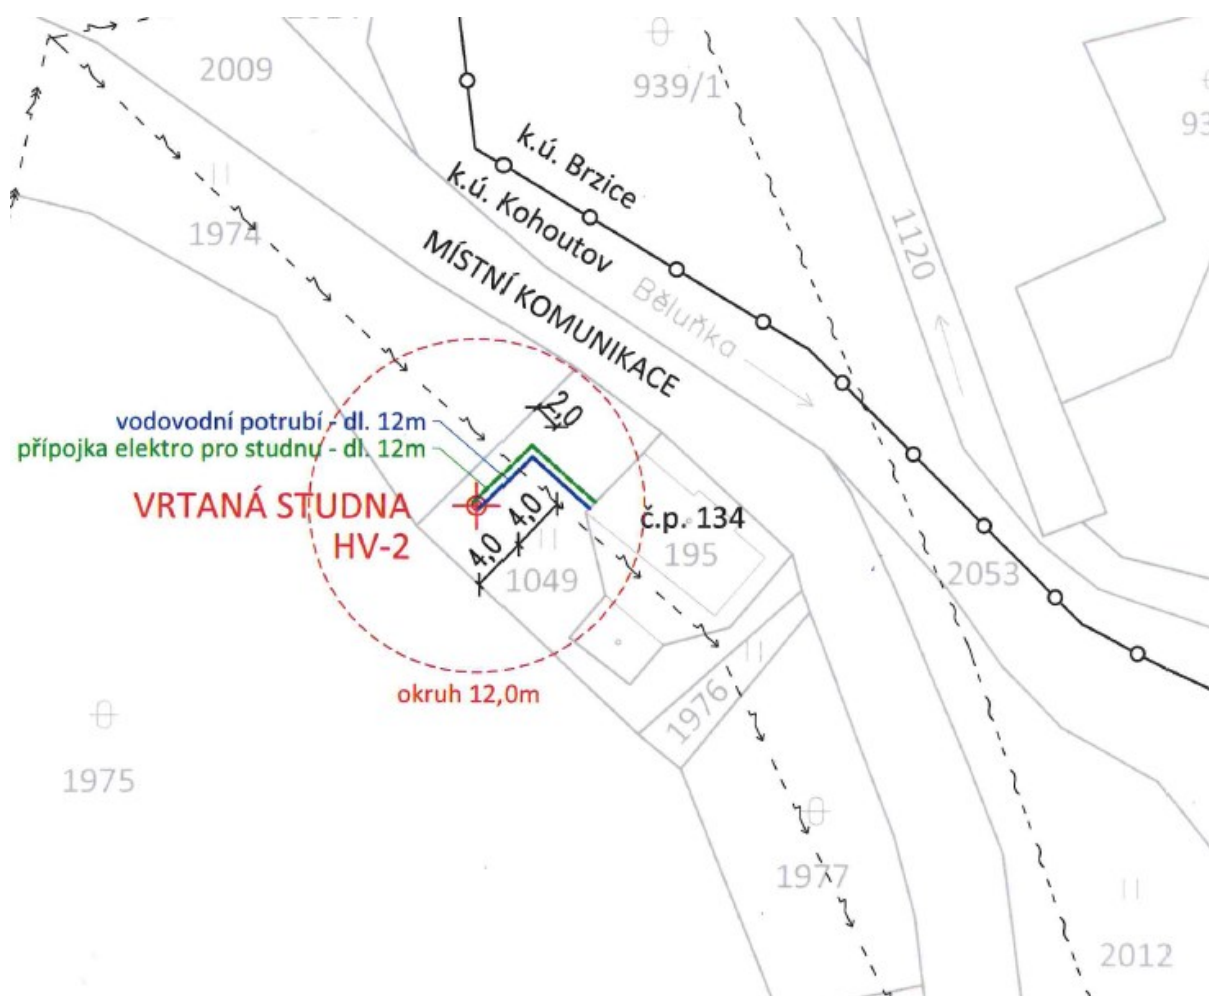 2009
939/1
k.ú. Brzice
k.ú. Kohoutov
1974
1120
MÍSTNÍ KOMUNIKACE
Běluňka
2,0
vodovodní potrubí - dl. 12m
přípojka elektro pro studnu - dl. 12m
VRTANÁ STUDNA
HV-2
4,0
4,0
č.p. 134
195
1049
2053
okruh 12,0m
1976
1975
1977
2012